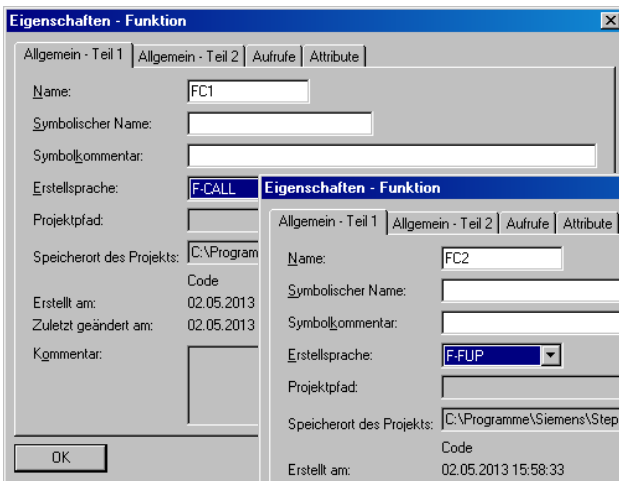 Eigenschaften - Funktion
Allgemein - Teil 1 Allgemein - Teil 2 Aufrufe Attribute
Name: FC1
Symbolischer Name:
Symbolkommentar:
Erstellsprache: F-CALL
Projektpfad:
Speicherort des Projekts: C:\Program
Code
Erstellt am: 02.05.2013
Zuletzt geändert am: 02.05.2013
Kommentar:
OK
Eigenschaften - Funktion
Allgemein - Teil 1 Allgemein - Teil 2 Aufrufe Attribute
Name: FC2
Symbolischer Name:
Symbolkommentar:
Erstellsprache: F-FUP
Projektpfad:
Speicherort des Projekts: C:\Programme\Siemens\Step
Code
Erstellt am: 02.05.2013 15:58:33